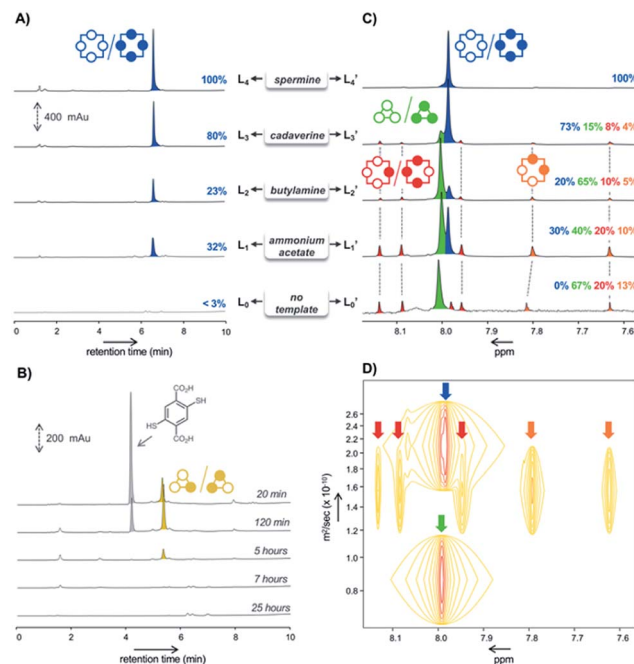 A)
400 mAu
100%
80%
23%
32%
< 3%
0 2 4 6 8 10
retention time (min)
L4 spermine L4'
L3 cadaverine L3'
L2 butylamine L2'
L1 ammonium acetate L1'
L0 no template L0'
C)
100%
73% 15% 8% 4%
20% 65% 10% 5%
30% 40% 20% 10%
0% 67% 20% 13%
8.1 8.0 7.9 7.8 7.7 7.6
ppm
B)
200 mAu
CO2H
SH
HS
CO2H
20 min
120 min
5 hours
7 hours
25 hours
0 2 4 6 8 10
retention time (min)
D)
m²/sec (x 10-10)
2.6
2.4
2.2
2.0
1.8
1.6
1.4
1.2
1.0
0.8
8.1 8.0 7.9 7.8 7.7 7.6
ppm